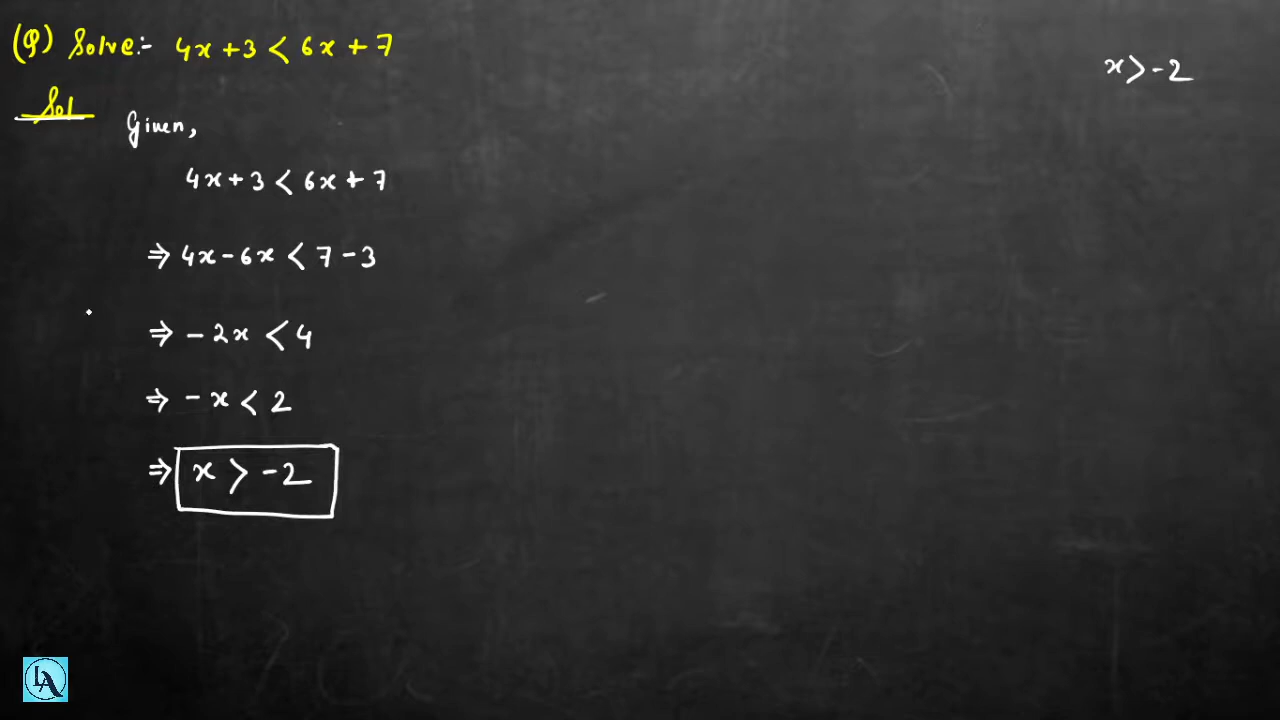 (Q) Solve:- 4x + 3 < 6x + 7
x > -2
Sol
Given,
4x + 3 < 6x + 7
⇒ 4x - 6x < 7 - 3
⇒ - 2x < 4
⇒ - x < 2
⇒ x > -2
LA